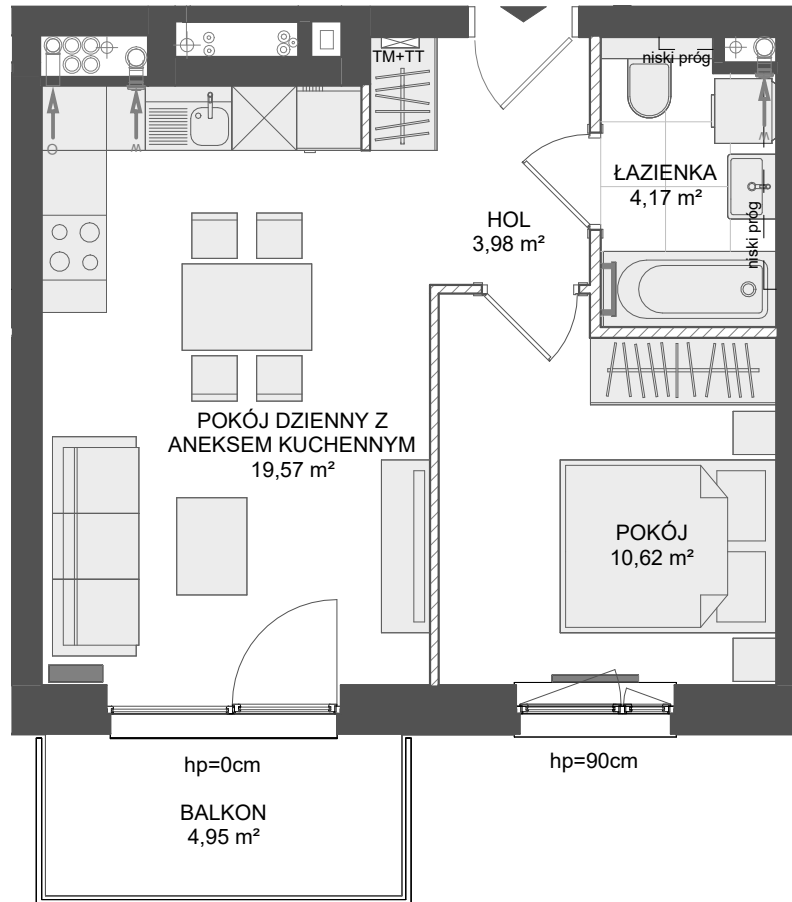 TM+TT
niski próg
ŁAZIENKA
4,17 m²
HOL
3,98 m²
niski próg
POKÓJ DZIENNY Z
ANEKSEM KUCHENNYM
19,57 m²
POKÓJ
10,62 m²
hp=0cm
hp=90cm
BALKON
4,95 m²
O
W
W